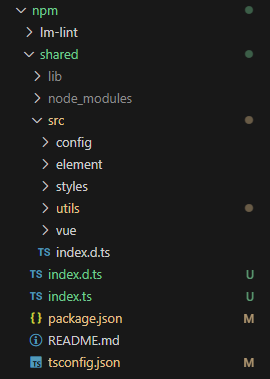 npm
lm-lint
shared
lib
node_modules
src
config
element
styles
utils
vue
TS index.d.ts
TS index.d.ts U
TS index.ts U
package.json M
README.md
tsconfig.json M